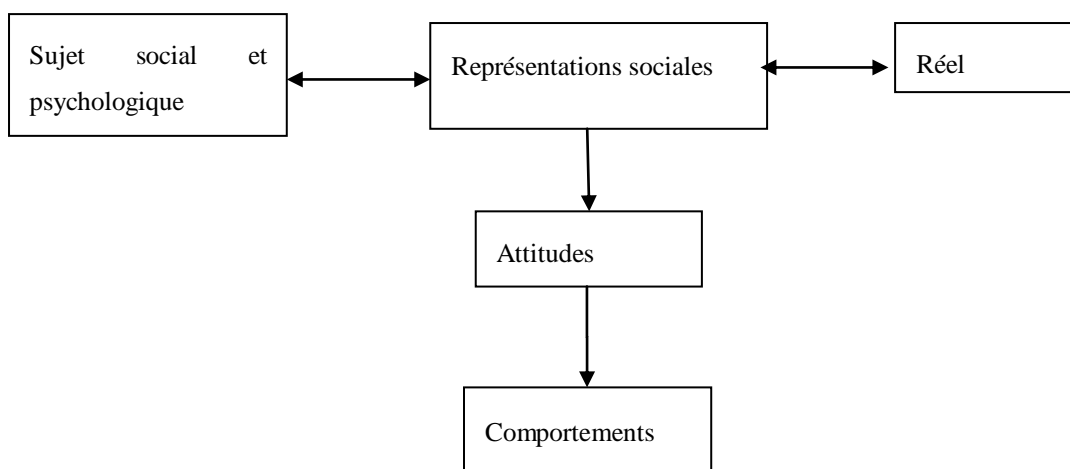 Sujet social et
psychologique
Représentations sociales
Réel
Attitudes
Comportements